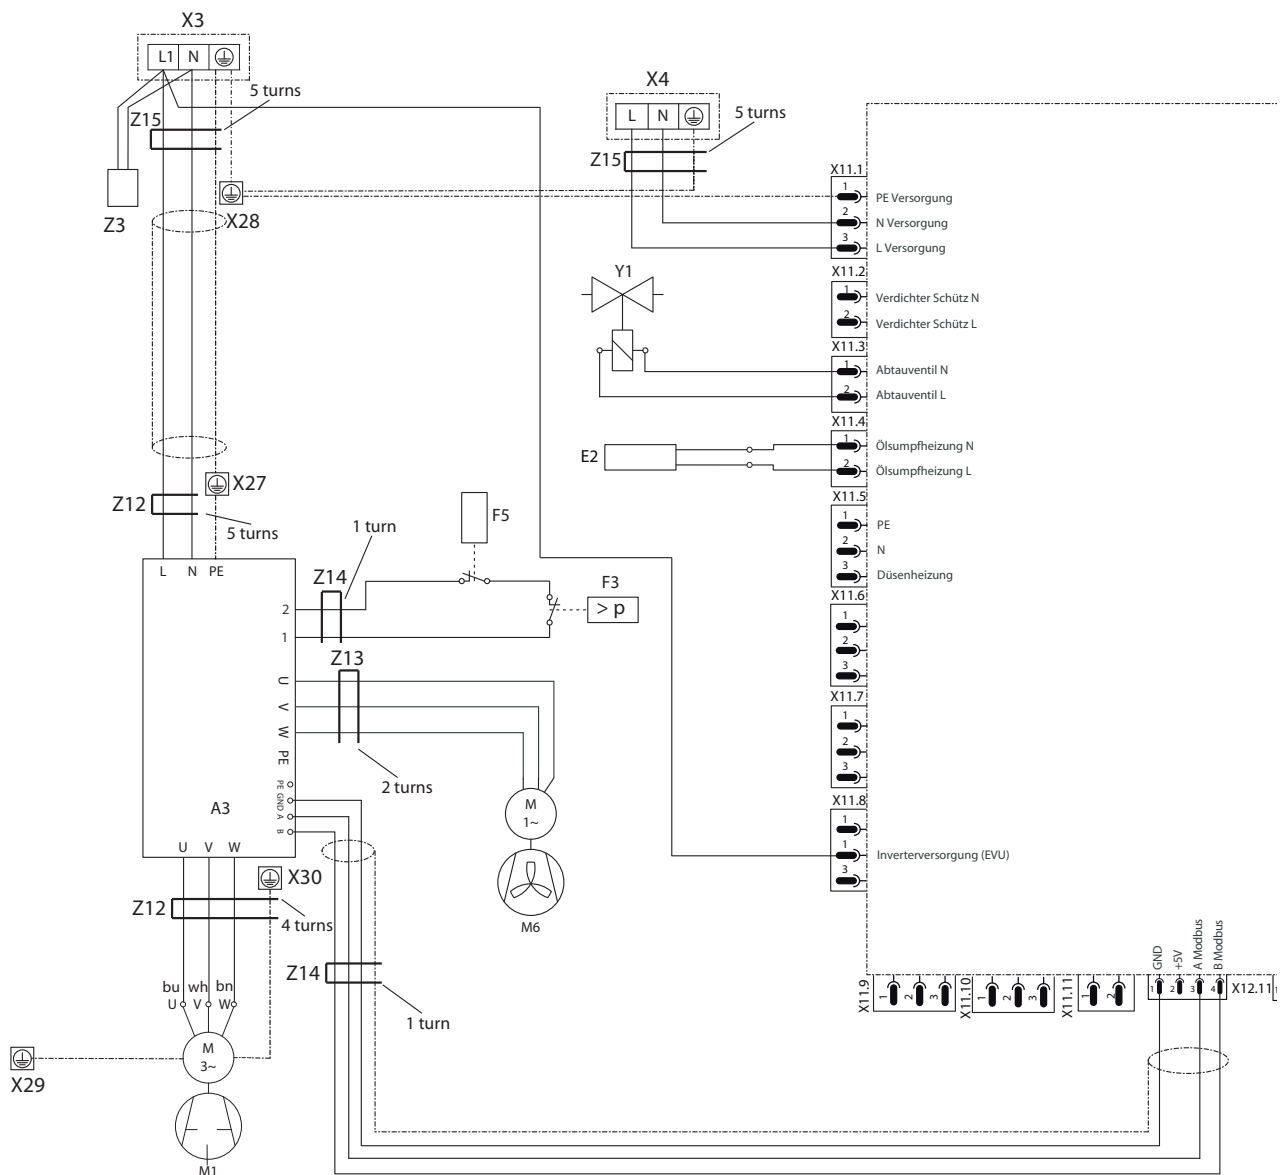 X3
L1 N
5 turns
Z15
Z3
X28
X4
L N
5 turns
Z15
X11.1
1 PE Versorgung
2 N Versorgung
3 L Versorgung
X11.2
1 Verdichter Schütz N
2 Verdichter Schütz L
Y1
X11.3
1 Abtauventil N
2 Abtauventil L
X11.4
E2
1 Ölsumpfheizung N
2 Ölsumpfheizung L
X11.5
1 PE
2 N
3 Düsenheizung
X11.6
1
2
3
X11.7
1
2
3
X11.8
1
1 Inverterversorgung (EVU)
3
X27
Z12
5 turns
L N PE
1 turn
F5
Z14
F3
> p
2
1
Z13
U
V
W
PE
2 turns
PE
GND
A
B
A3
M
1~
M6
U V W
X30
Z12
4 turns
Z14
1 turn
bu wh bn
U V W
M
3~
X29
M1
GND
+5V
A Modbus
B Modbus
X11.9
1 2 3
X11.10
1 2 3
X11.11
1 2
1 2 3 4
X12.11